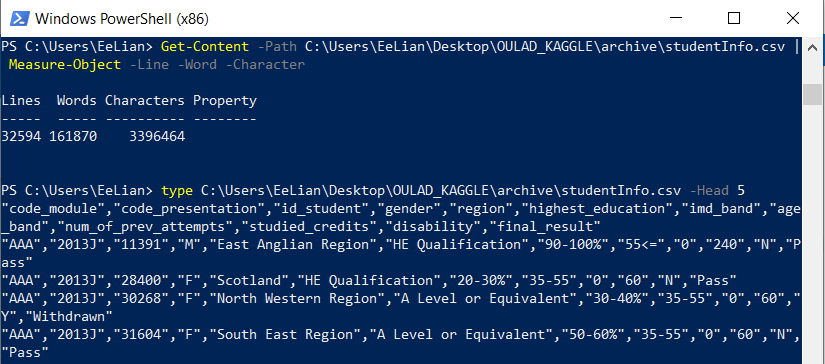 Windows PowerShell (x86)
PS C:\Users\EeLian> Get-Content -Path C:\Users\EeLian\Desktop\OULAD_KAGGLE\archive\studentInfo.csv |
 Measure-Object -Line -Word -Character
Lines  Words Characters Property
-----  ----- ---------- --------
32594 161870    3396464
PS C:\Users\EeLian> type C:\Users\EeLian\Desktop\OULAD_KAGGLE\archive\studentInfo.csv -Head 5
"code_module","code_presentation","id_student","gender","region","highest_education","imd_band","age
_band","num_of_prev_attempts","studied_credits","disability","final_result"
"AAA","2013J","11391","M","East Anglian Region","HE Qualification","90-100%","55<=","0","240","N","P
ass"
"AAA","2013J","28400","F","Scotland","HE Qualification","20-30%","35-55","0","60","N","Pass"
"AAA","2013J","30268","F","North Western Region","A Level or Equivalent","30-40%","35-55","0","60","
Y","Withdrawn"
"AAA","2013J","31604","F","South East Region","A Level or Equivalent","50-60%","35-55","0","60","N",
"Pass"